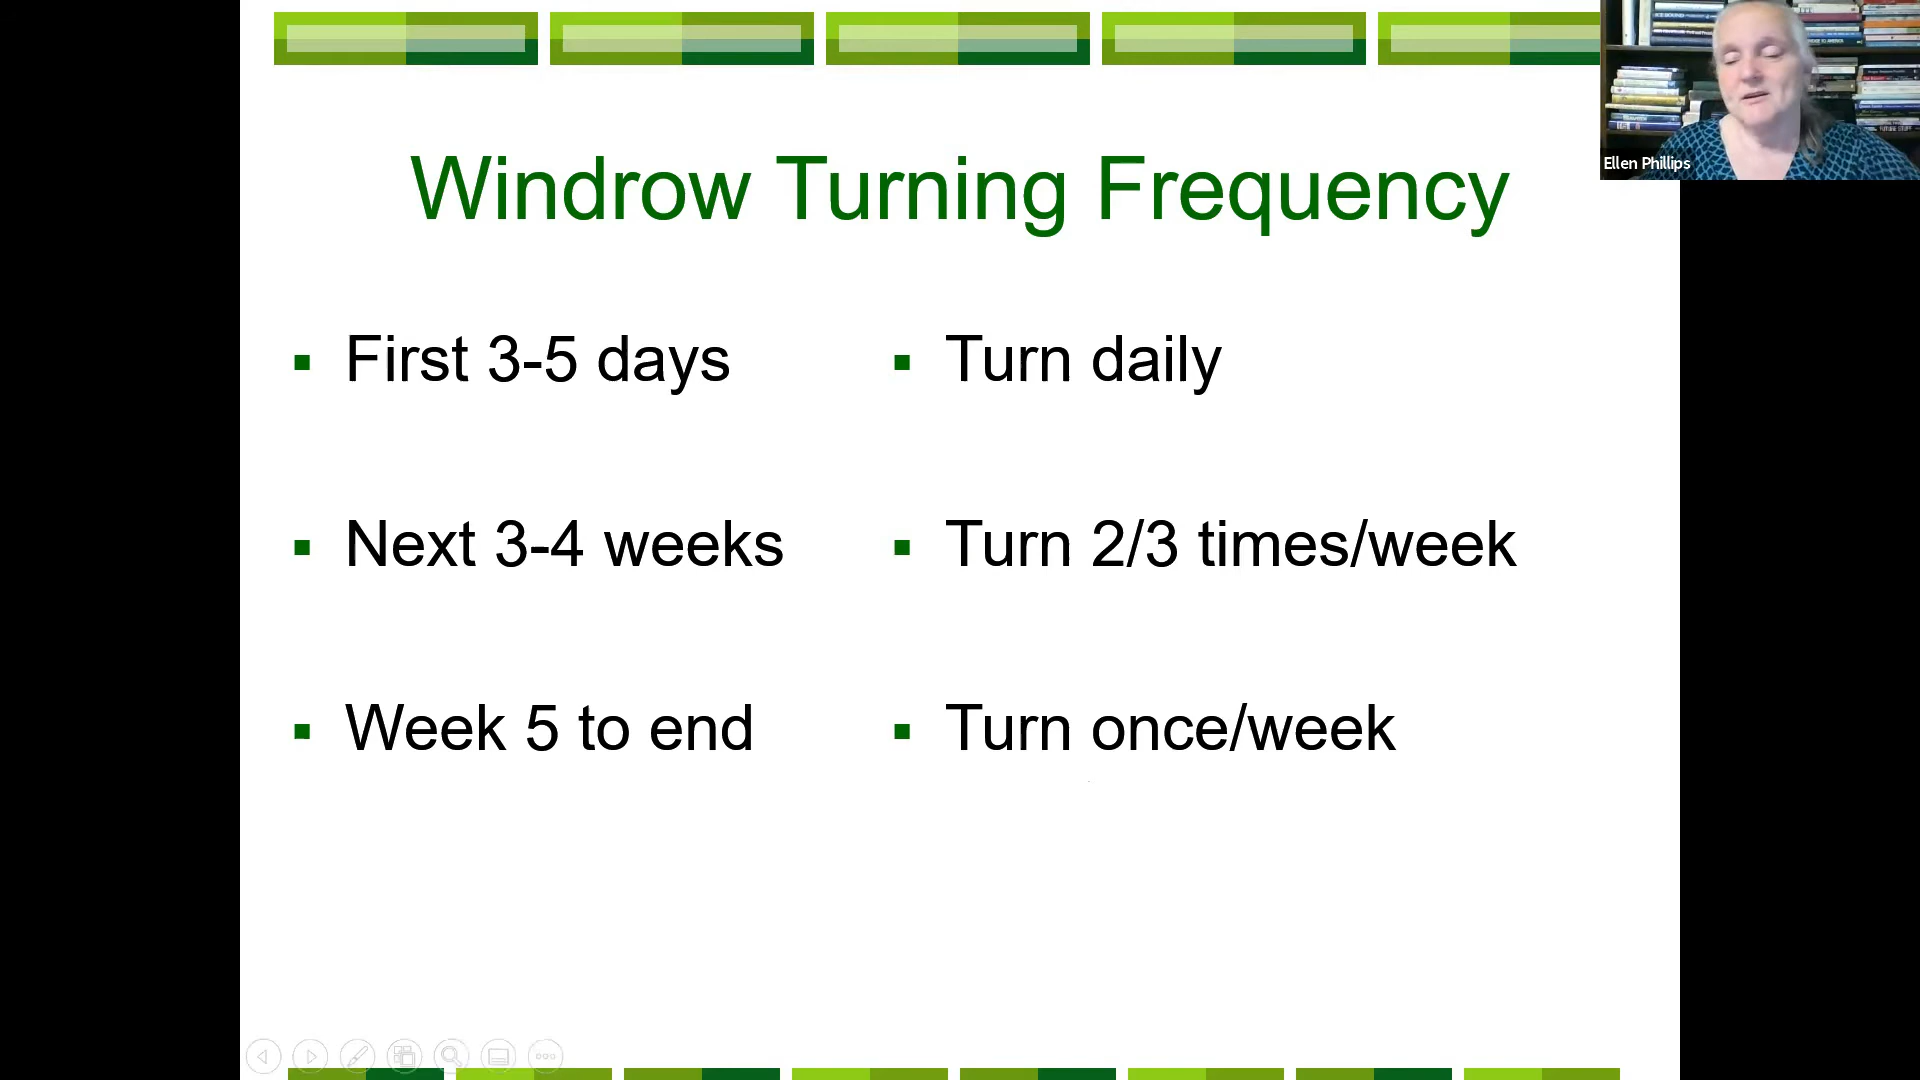 Windrow Turning Frequency
First 3-5 days
Turn daily
Next 3-4 weeks
Turn 2/3 times/week
Week 5 to end
Turn once/week
Ellen Phillips